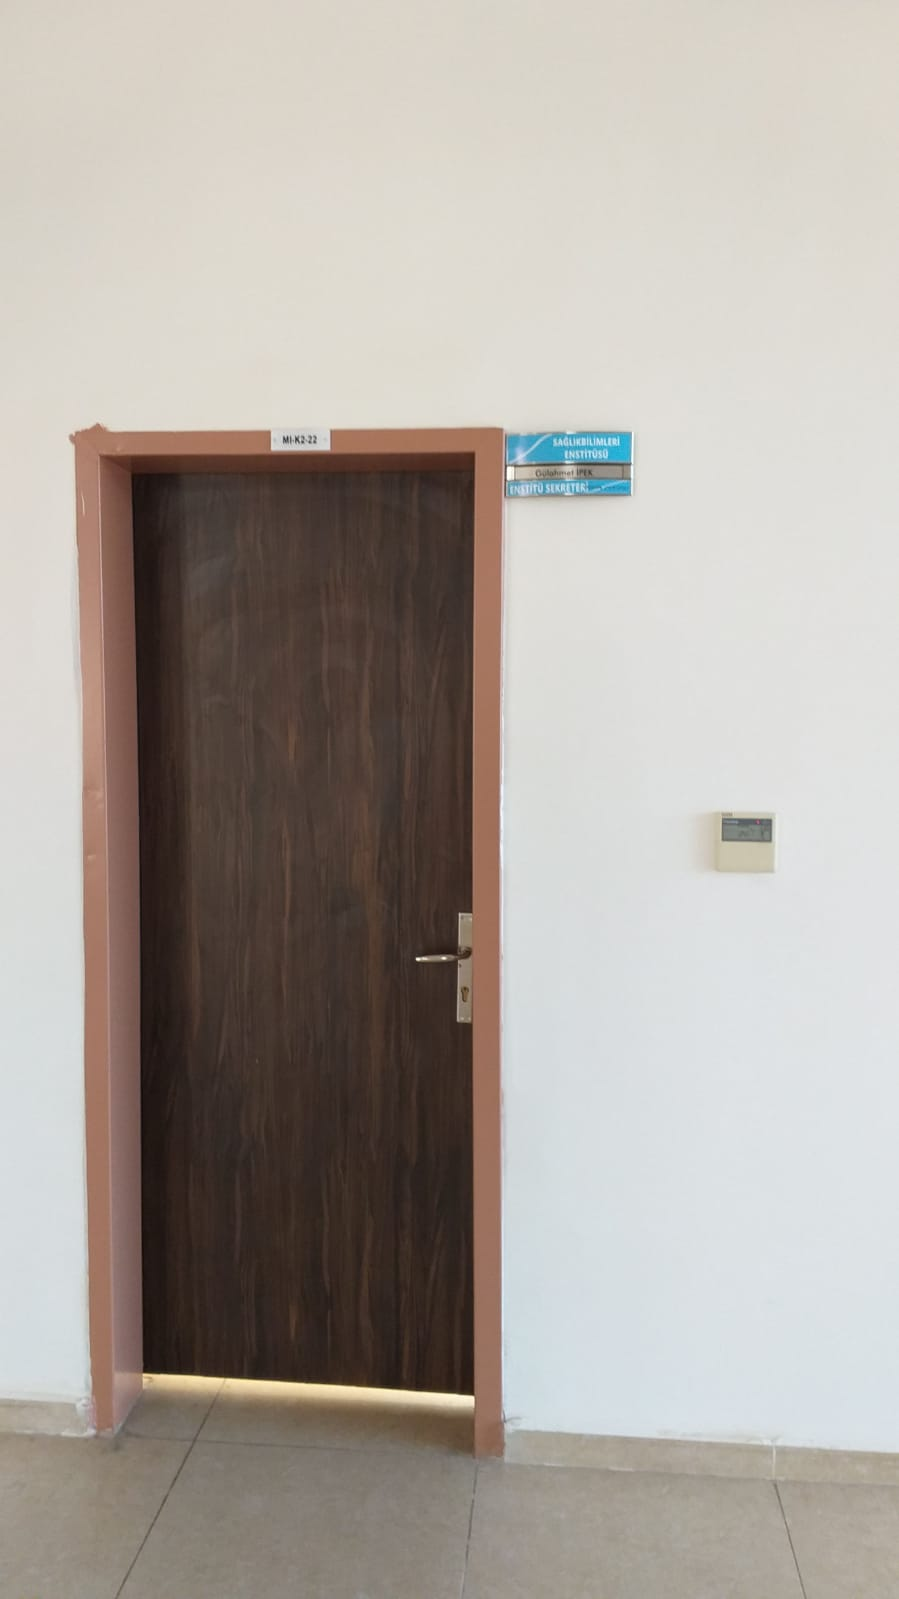 MI-K2-22
SAĞLIKBİLİMLERİ
ENSTİTÜSÜ
Gülahmet İPEK
ENSTİTÜ SEKRETERİ